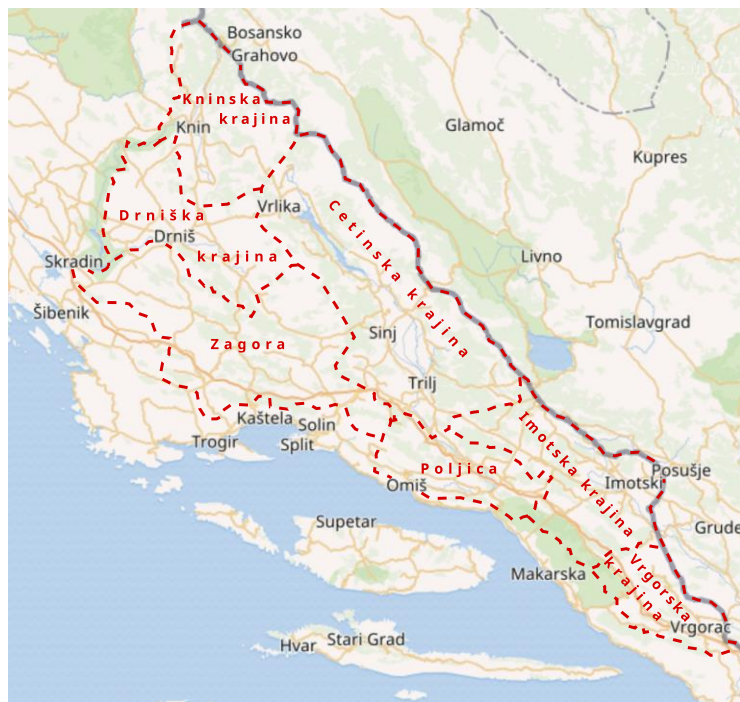 Bosansko
Grahovo
Kninska
krajina
Knin
Glamoč
Kupres
Cetinska krajina
Vrlika
Drniška
Drniš
krajina
Livno
Skradin
Šibenik
Zagora
Sinj
Tomislavgrad
Trilj
Kaštela
Solin
Trogir
Split
Imotska krajina
Poljica
Omiš
Posušje
Imotski
Supetar
Grude
Makarska
Vrgorska
krajina
Vrgorac
Hvar
Stari Grad